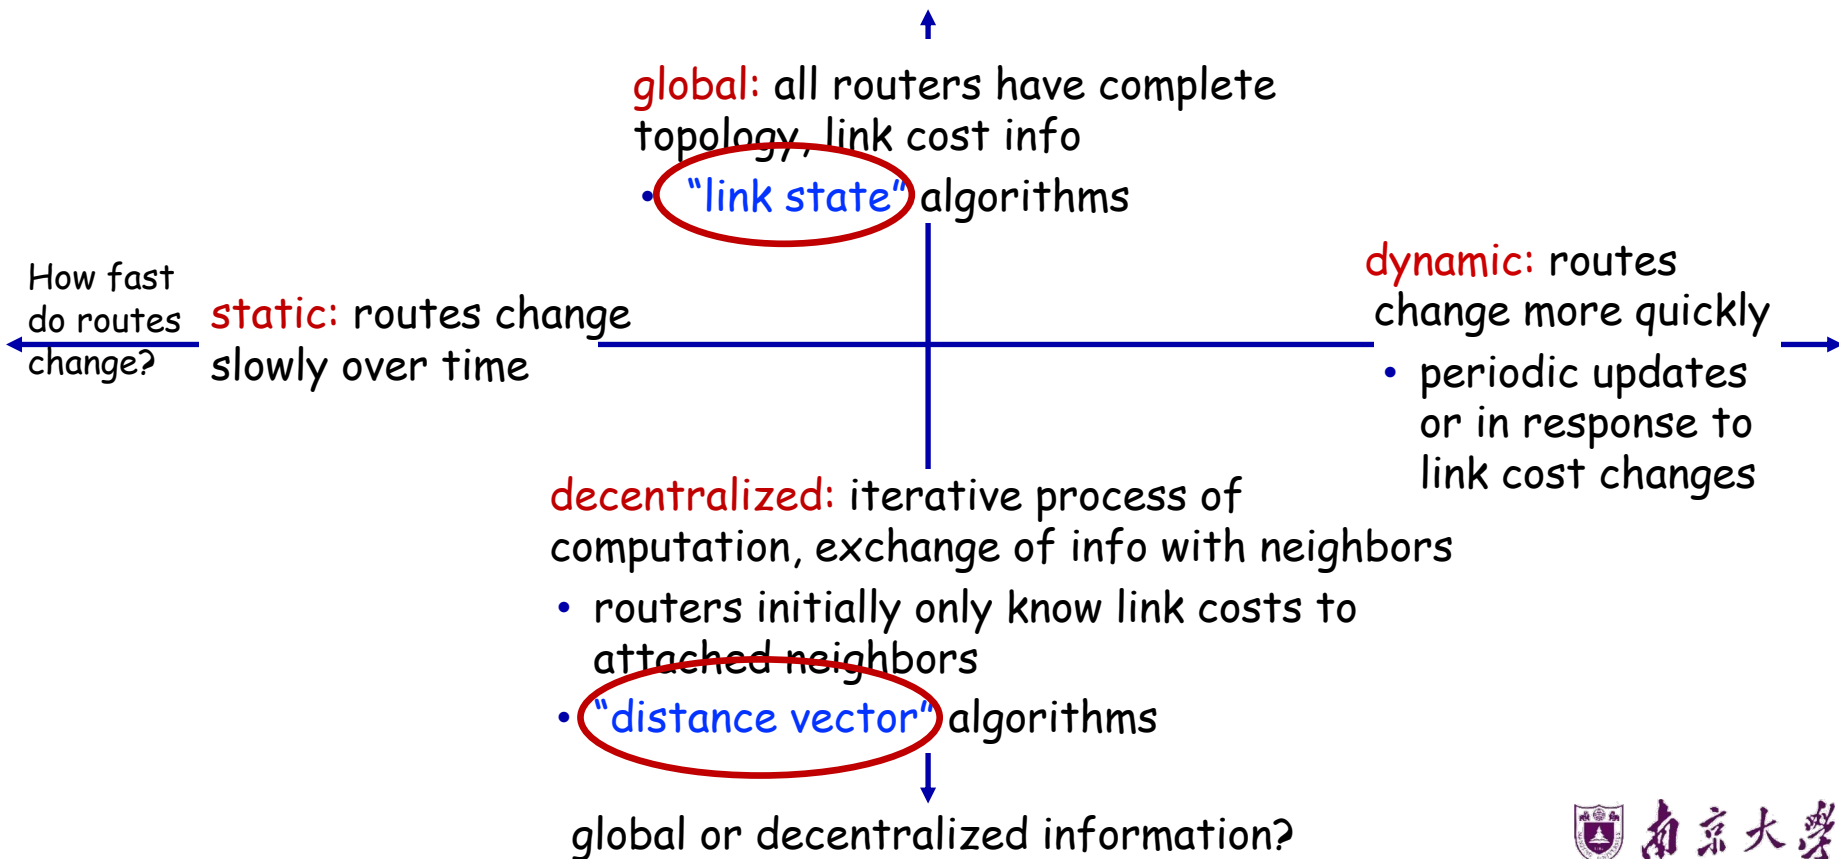 global: all routers have complete
topology, link cost info
• "link state" algorithms
How fast
do routes
change?
static: routes change
slowly over time
dynamic: routes
change more quickly
• periodic updates
or in response to
link cost changes
decentralized: iterative process of
computation, exchange of info with neighbors
• routers initially only know link costs to
attached neighbors
• "distance vector" algorithms
global or decentralized information?
南京大學